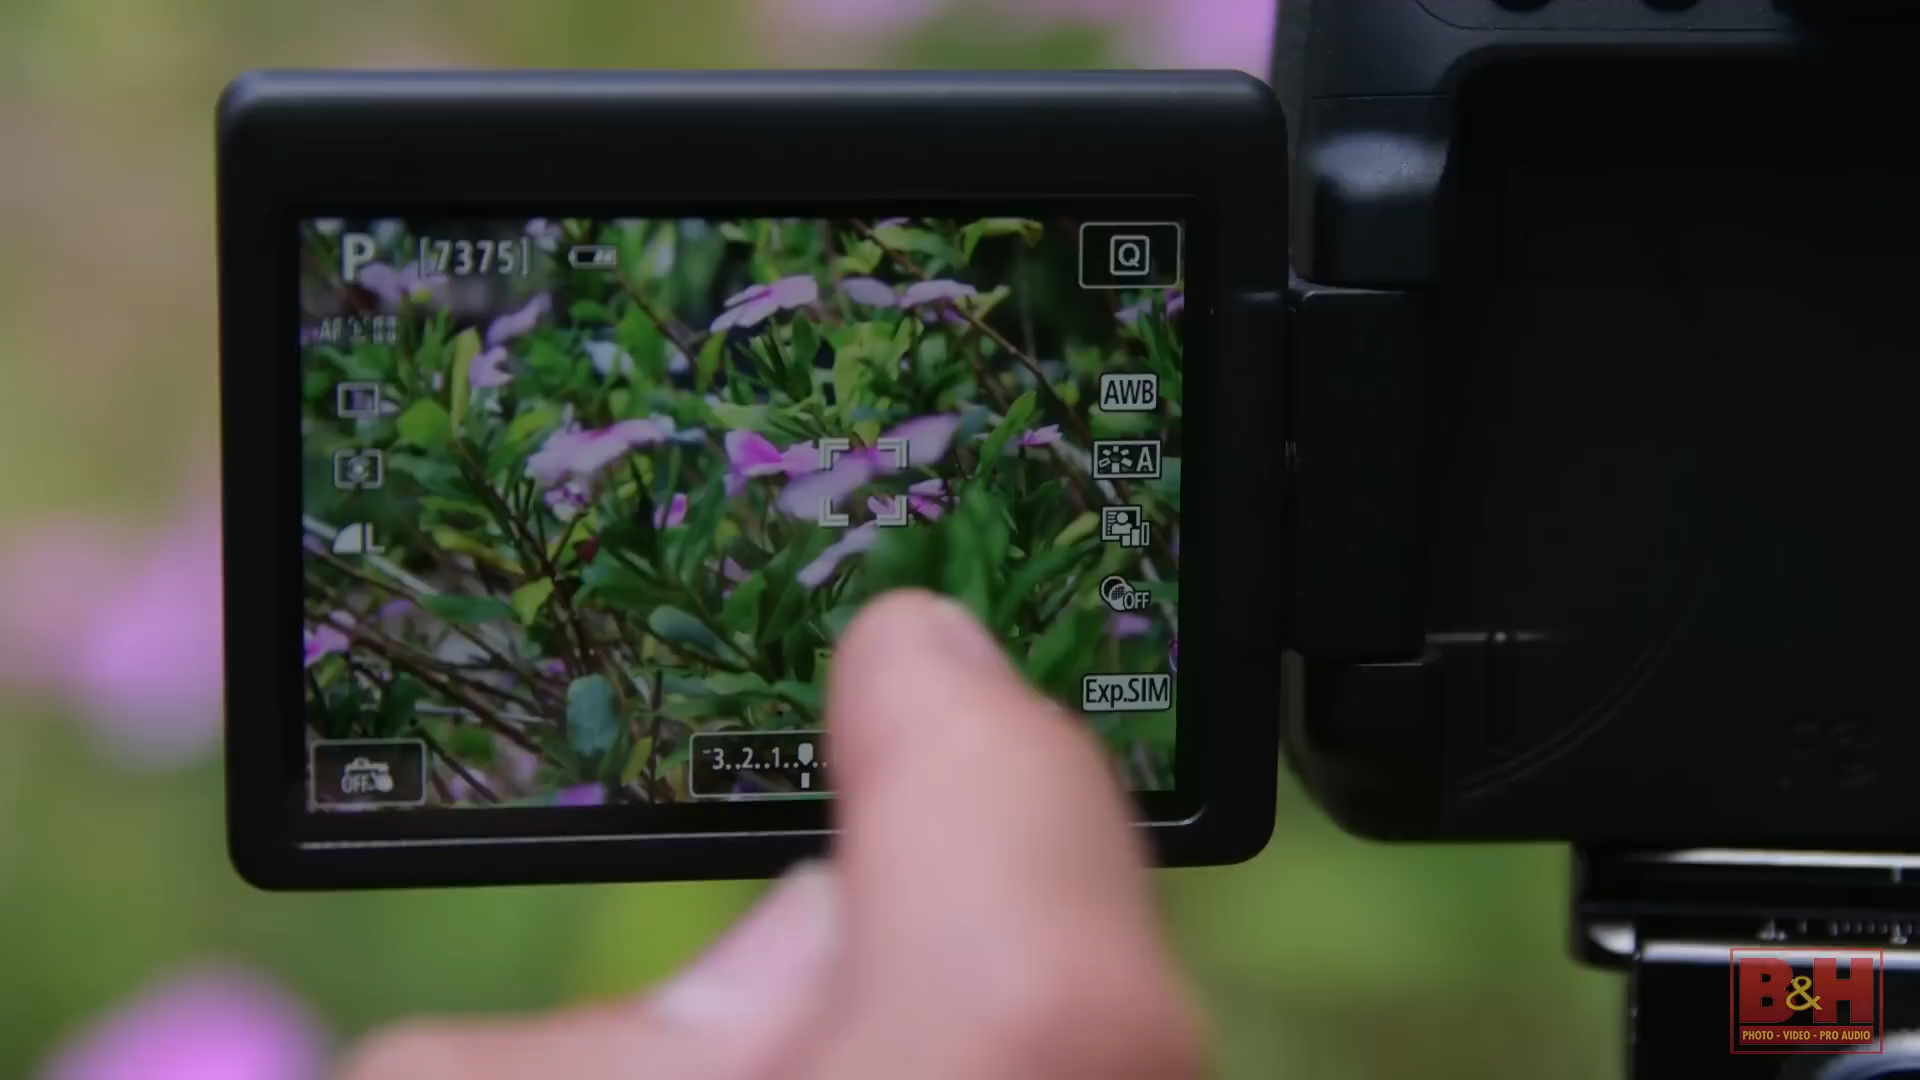 P [7375] Q
AWB
A
L
OFF
Exp.SIM
OFF
-3..2..1..
B&H
PHOTO - VIDEO - PRO AUDIO